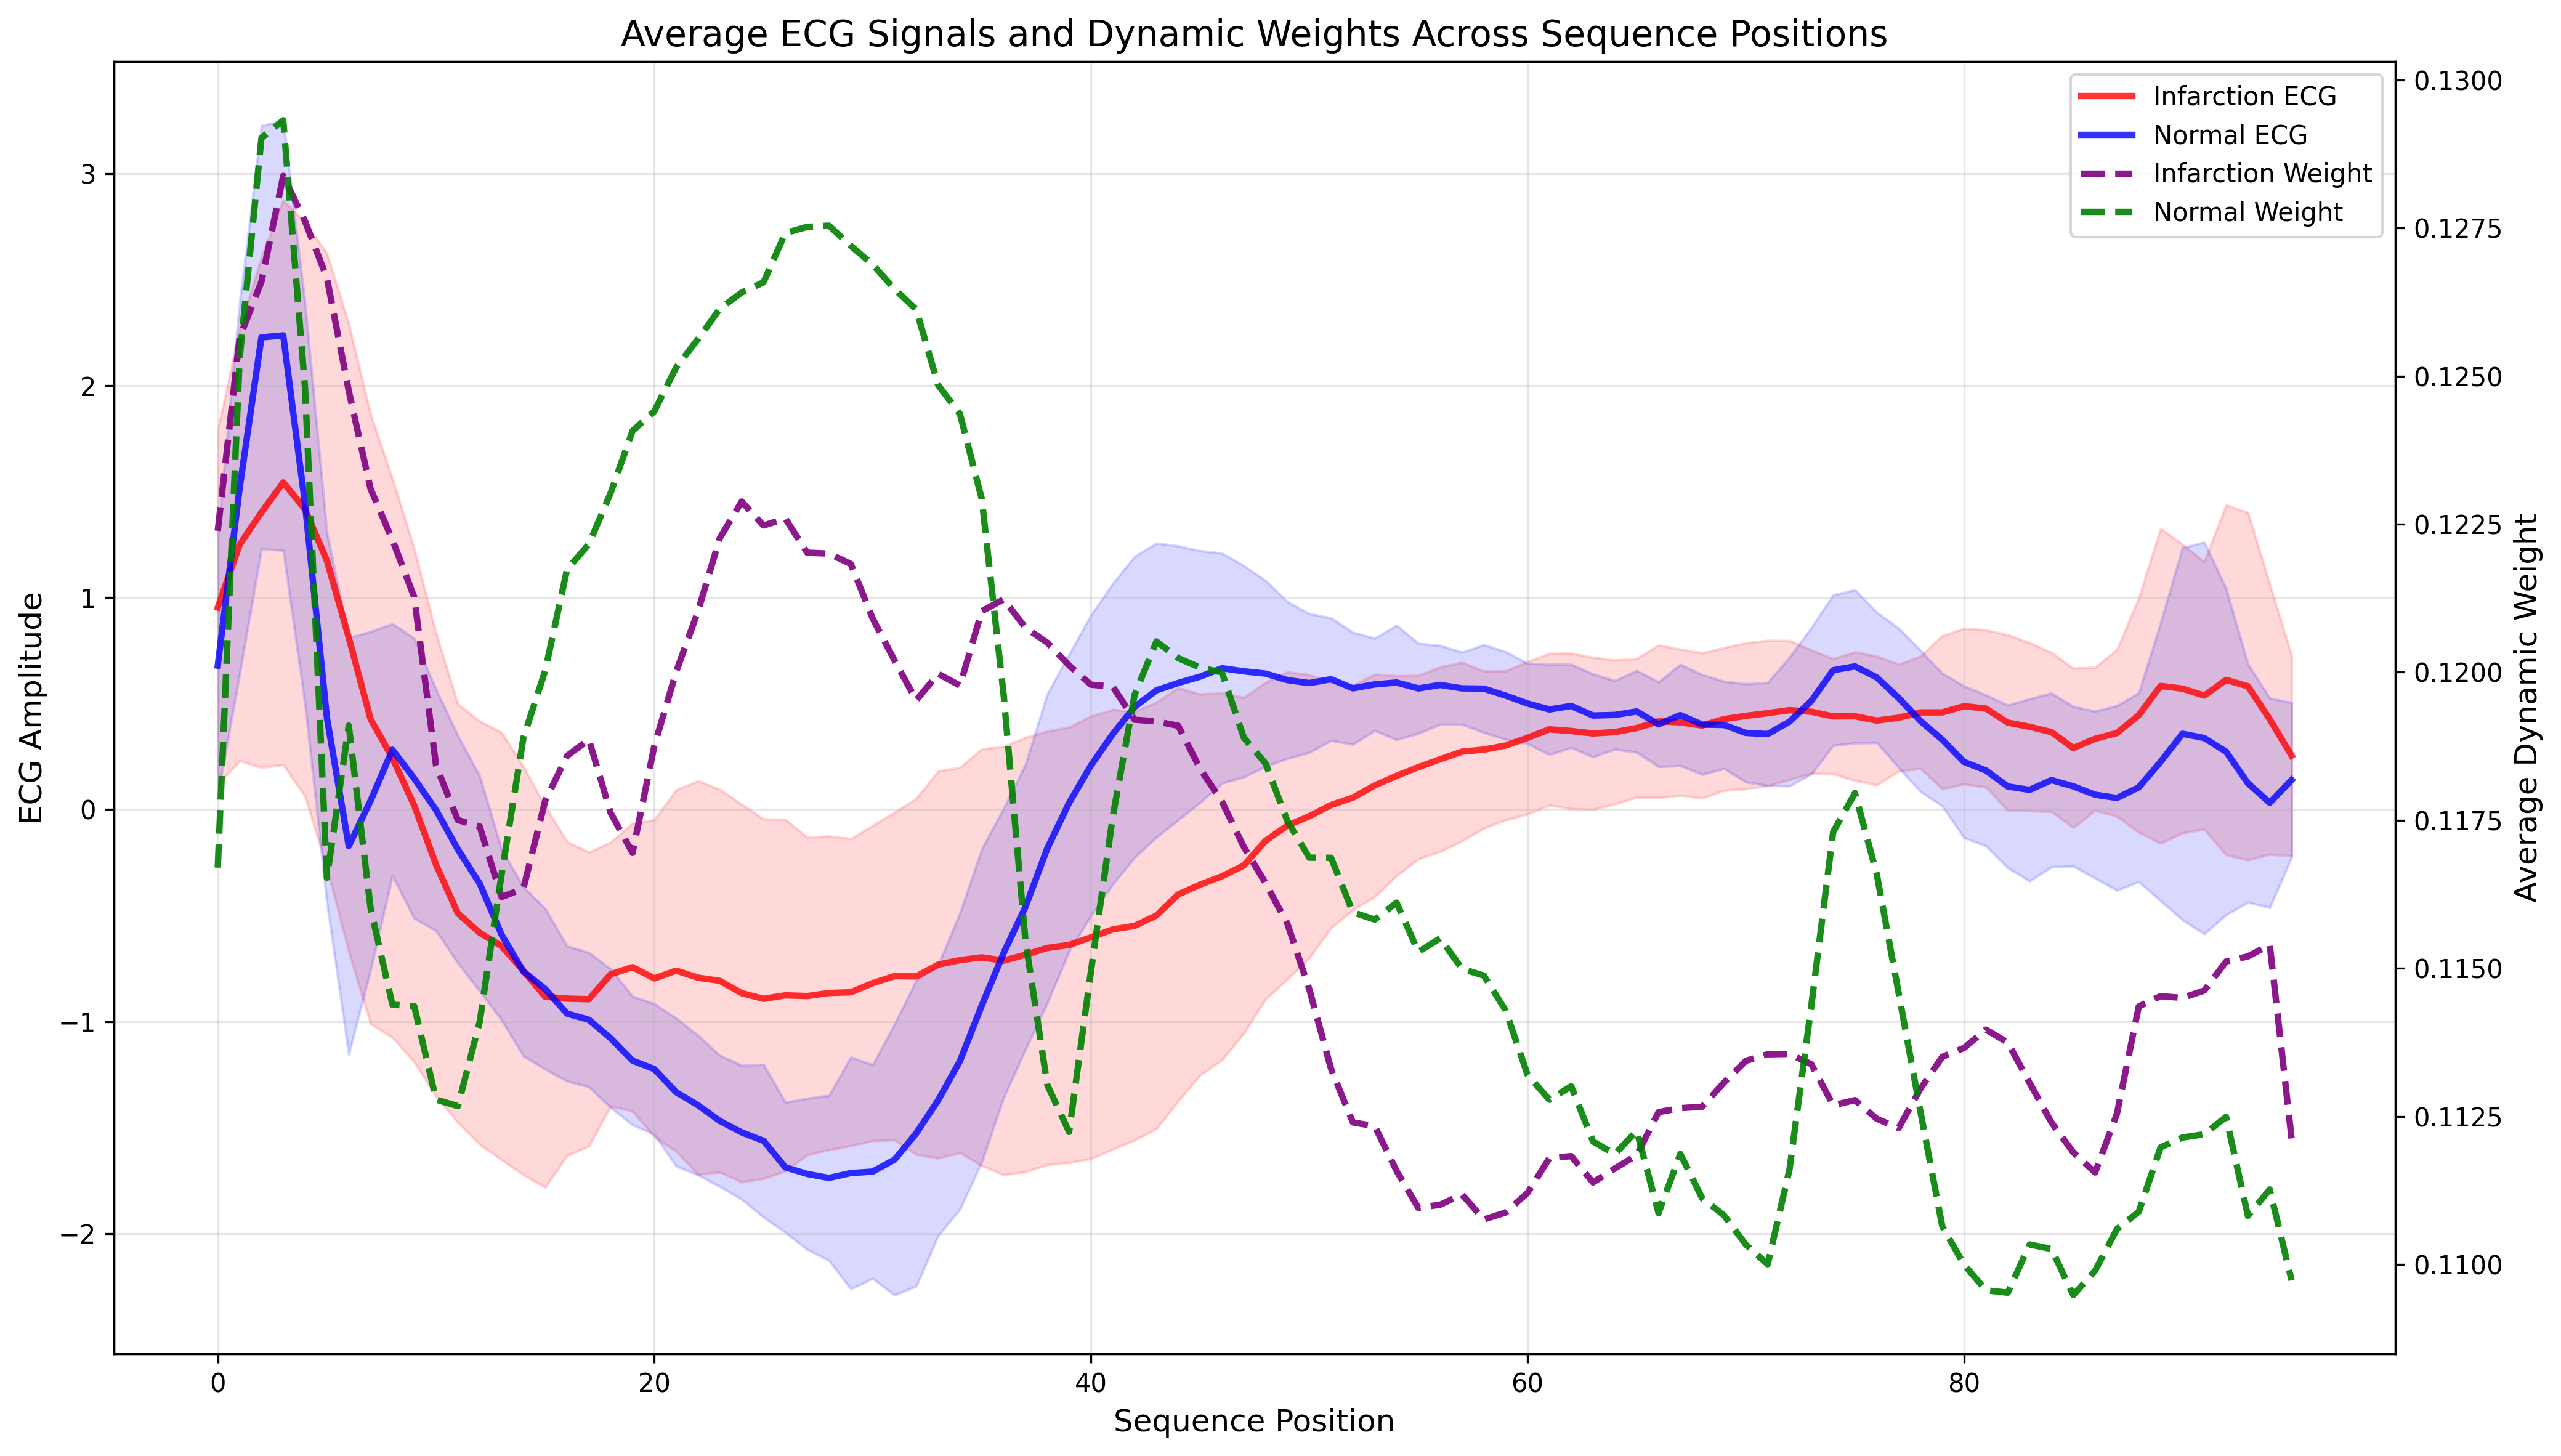 Average ECG Signals and Dynamic Weights Across Sequence Positions
Infarction ECG
Normal ECG
Infarction Weight
Normal Weight
ECG Amplitude
3
2
1
0
−1
−2
0.1300
0.1275
0.1250
0.1225
0.1200
0.1175
0.1150
0.1125
0.1100
Average Dynamic Weight
0 20 40 60 80
Sequence Position